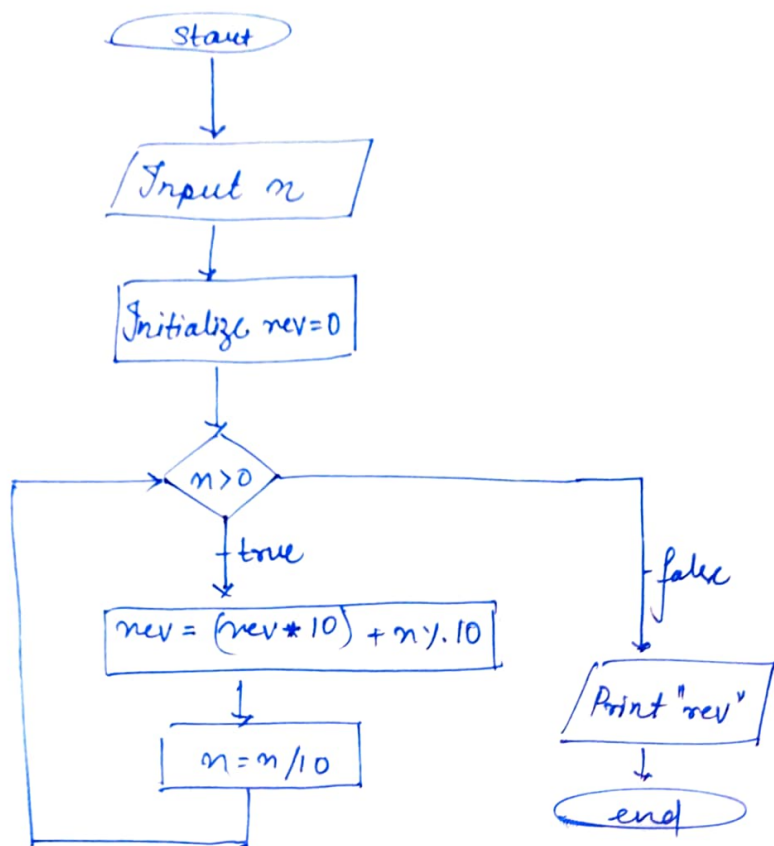 Start
Input n
Initialize rev=0
n>0
true
false
rev = (rev*10) + n%10
n=n/10
Print "rev"
end